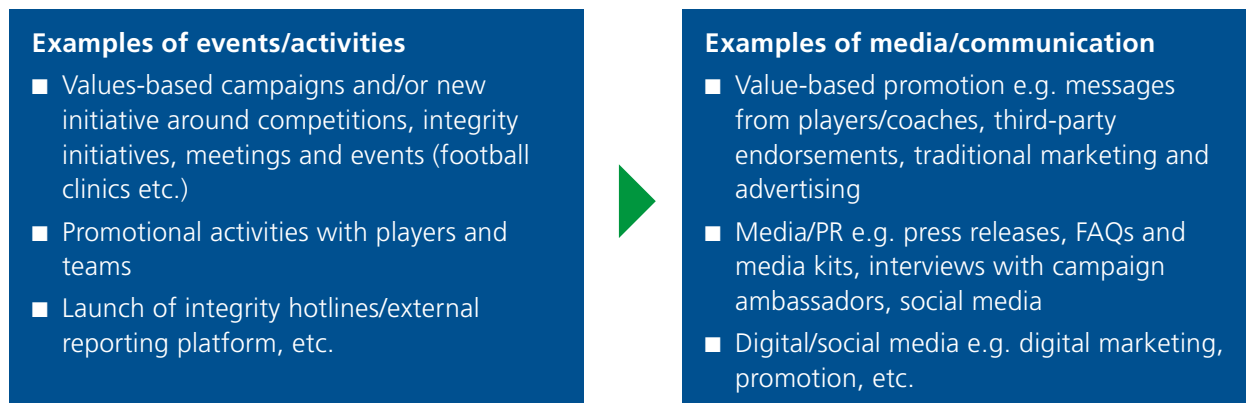 Examples of events/activities
■ Values-based campaigns and/or new
initiative around competitions, integrity
initiatives, meetings and events (football
clinics etc.)
■ Promotional activities with players and
teams
■ Launch of integrity hotlines/external
reporting platform, etc.
Examples of media/communication
■ Value-based promotion e.g. messages
from players/coaches, third-party
endorsements, traditional marketing and
advertising
■ Media/PR e.g. press releases, FAQs and
media kits, interviews with campaign
ambassadors, social media
■ Digital/social media e.g. digital marketing,
promotion, etc.